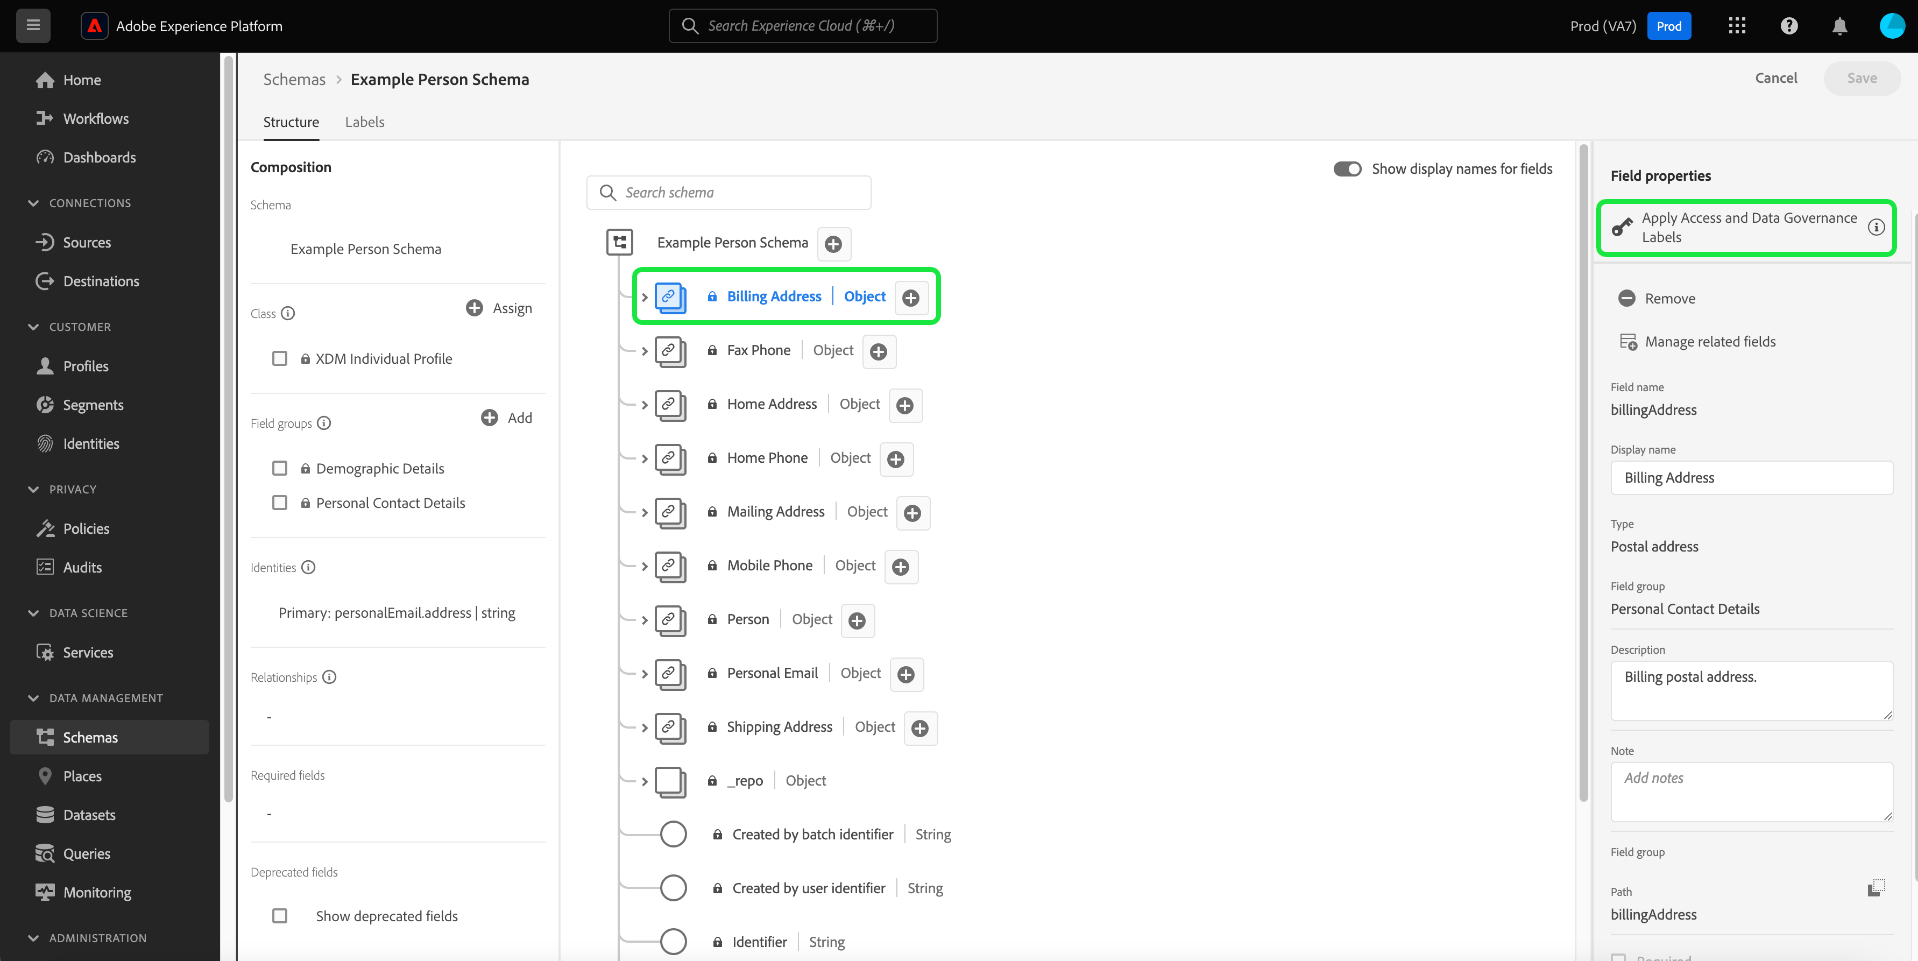 Adobe Experience Platform
Search Experience Cloud (⌘+/)
Prod (VA7)
Prod
Home
Workflows
Dashboards
CONNECTIONS
Sources
Destinations
CUSTOMER
Profiles
Segments
Identities
PRIVACY
Policies
Audits
DATA SCIENCE
Services
DATA MANAGEMENT
Schemas
Places
Datasets
Queries
Monitoring
ADMINISTRATION
Schemas > Example Person Schema
Cancel
Save
Structure
Labels
Composition
Schema
Example Person Schema
Class
Assign
XDM Individual Profile
Field groups
Add
Demographic Details
Personal Contact Details
Identities
Primary: personalEmail.address | string
Relationships
-
Required fields
-
Deprecated fields
Show deprecated fields
Show display names for fields
Search schema
Example Person Schema
Billing Address | Object
Fax Phone | Object
Home Address | Object
Home Phone | Object
Mailing Address | Object
Mobile Phone | Object
Person | Object
Personal Email | Object
Shipping Address | Object
_repo | Object
Created by batch identifier | String
Created by user identifier | String
Identifier | String
Field properties
Apply Access and Data Governance
Labels
Remove
Manage related fields
Field name
billingAddress
Display name
Billing Address
Type
Postal address
Field group
Personal Contact Details
Description
Billing postal address.
Note
Add notes
Field group
Path
billingAddress
Required